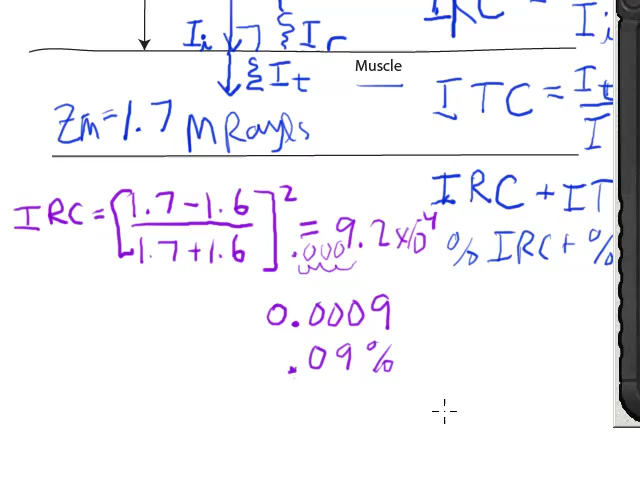 IRC = Ii
Ii Ir
It
Muscle
ITC = It
I
Zm=1.7 MRayls
IRC + IT
IRC = [1.7-1.6
1.7+1.6]² = 9.2x10⁻⁴
.000
% IRC + %
0.0009
.09%